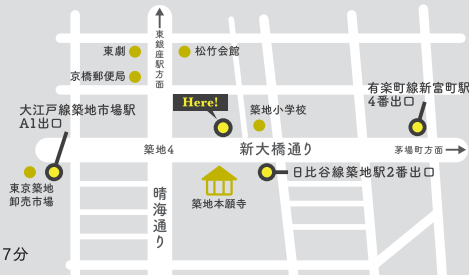 東銀座駅方面
東劇
松竹会館
京橋郵便局
有楽町線新富町駅
4番出口
大江戸線築地市場駅
A1出口
Here!
築地小学校
築地4
新大橋通り
茅場町方面
日比谷線築地駅2番出口
東京築地
卸売市場
築地本願寺
晴海通り
7分